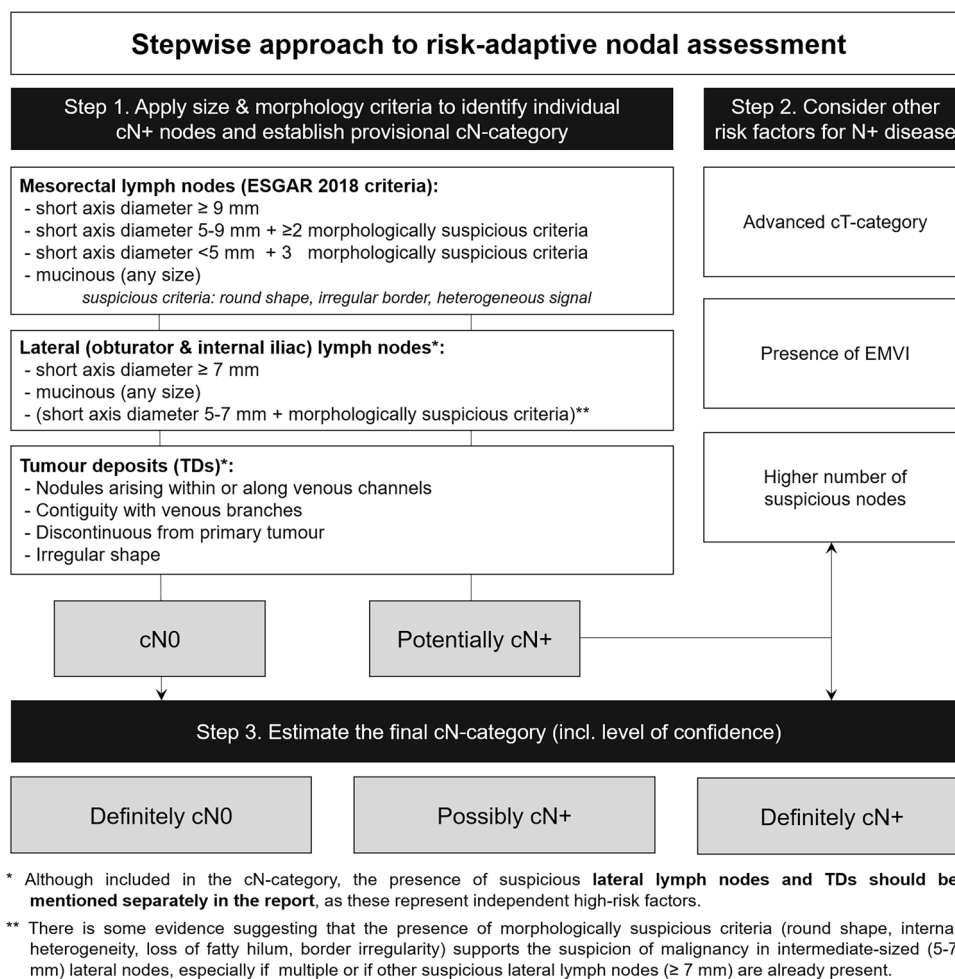 Stepwise approach to risk-adaptive nodal assessment
Step 1. Apply size & morphology criteria to identify individual
cN+ nodes and establish provisional cN-category
Step 2. Consider other
risk factors for N+ disease
Mesorectal lymph nodes (ESGAR 2018 criteria):
- short axis diameter ≥ 9 mm
- short axis diameter 5-9 mm + ≥2 morphologically suspicious criteria
- short axis diameter <5 mm + 3 morphologically suspicious criteria
- mucinous (any size)
suspicious criteria: round shape, irregular border, heterogeneous signal
Advanced cT-category
Lateral (obturator & internal iliac) lymph nodes*:
- short axis diameter ≥ 7 mm
- mucinous (any size)
- (short axis diameter 5-7 mm + morphologically suspicious criteria)**
Presence of EMVI
Tumour deposits (TDs)*:
- Nodules arising within or along venous channels
- Contiguity with venous branches
- Discontinuous from primary tumour
- Irregular shape
Higher number of
suspicious nodes
cN0
Potentially cN+
Step 3. Estimate the final cN-category (incl. level of confidence)
Definitely cN0
Possibly cN+
Definitely cN+
* Although included in the cN-category, the presence of suspicious lateral lymph nodes and TDs should be
mentioned separately in the report, as these represent independent high-risk factors.
** There is some evidence suggesting that the presence of morphologically suspicious criteria (round shape, interna
heterogeneity, loss of fatty hilum, border irregularity) supports the suspicion of malignancy in intermediate-sized (5-7
mm) lateral nodes, especially if multiple or if other suspicious lateral lymph nodes (≥ 7 mm) are already present.